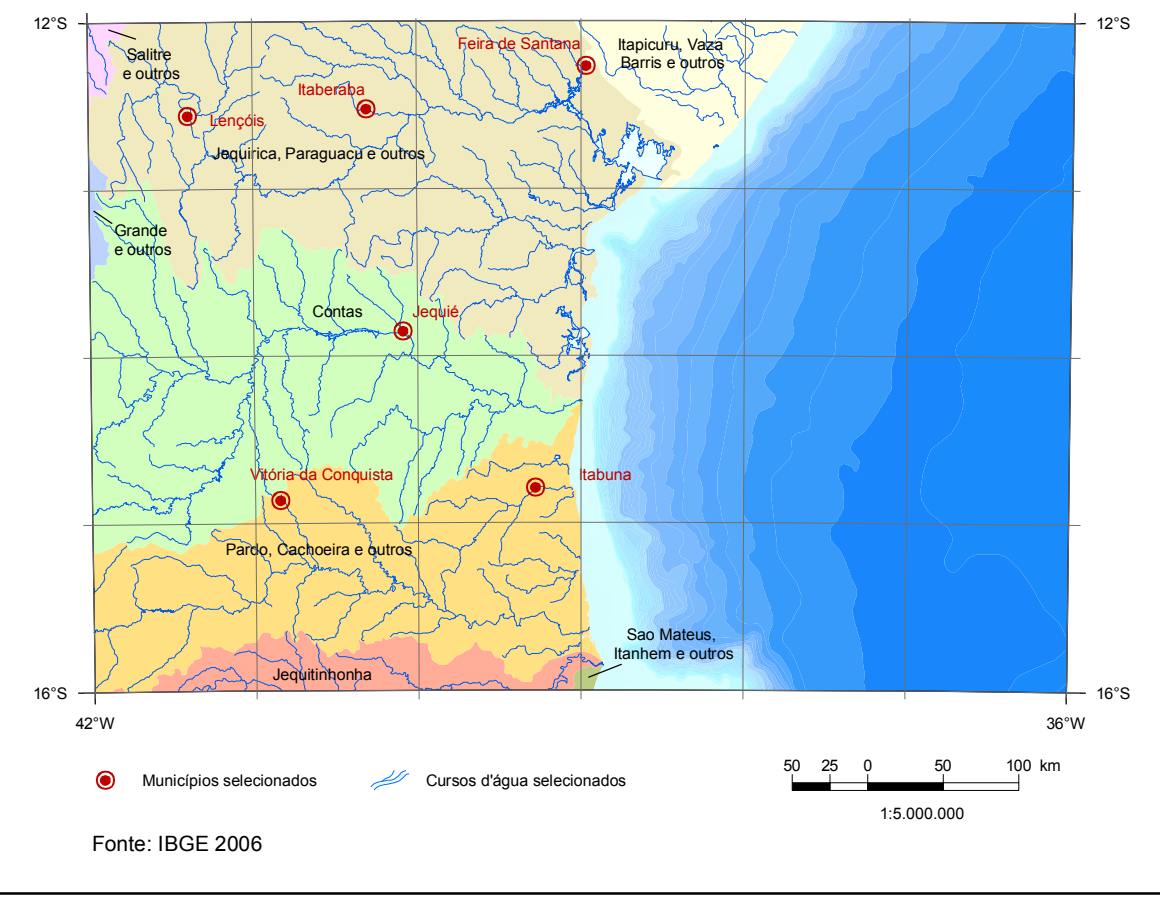 12°S
12°S
Salitre
e outros
Feira de Santana
Itapicuru, Vaza
Barris e outros
Itaberaba
Lençóis
Jequirica, Paraguacu e outros
Grande
e outros
Contas
Jequié
Vitória da Conquista
Itabuna
Pardo, Cachoeira e outros
Sao Mateus,
Itanhem e outros
Jequitinhonha
16°S
16°S
42°W
36°W
Municípios selecionados
Cursos d'água selecionados
50 25 0 50 100 km
1:5.000.000
Fonte: IBGE 2006